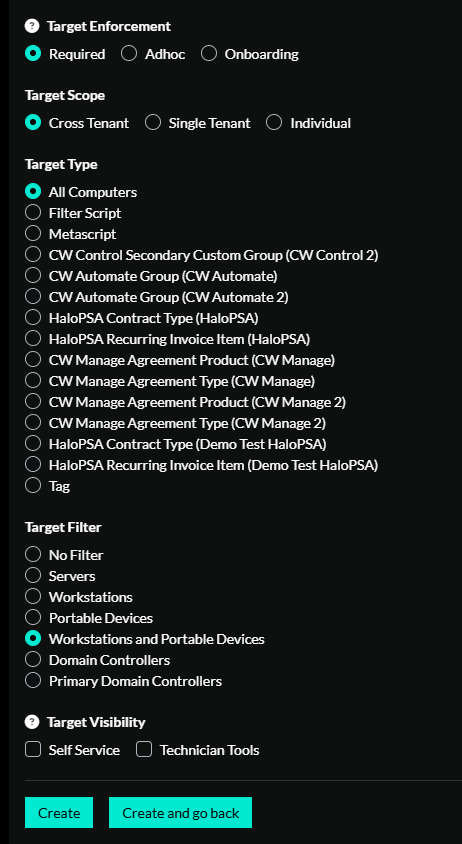 ? Target Enforcement
Required Adhoc Onboarding
Target Scope
Cross Tenant Single Tenant Individual
Target Type
All Computers
Filter Script
Metascript
CW Control Secondary Custom Group (CW Control 2)
CW Automate Group (CW Automate)
CW Automate Group (CW Automate 2)
HaloPSA Contract Type (HaloPSA)
HaloPSA Recurring Invoice Item (HaloPSA)
CW Manage Agreement Product (CW Manage)
CW Manage Agreement Type (CW Manage)
CW Manage Agreement Product (CW Manage 2)
CW Manage Agreement Type (CW Manage 2)
HaloPSA Contract Type (Demo Test HaloPSA)
HaloPSA Recurring Invoice Item (Demo Test HaloPSA)
Tag
Target Filter
No Filter
Servers
Workstations
Portable Devices
Workstations and Portable Devices
Domain Controllers
Primary Domain Controllers
? Target Visibility
Self Service Technician Tools
Create Create and go back